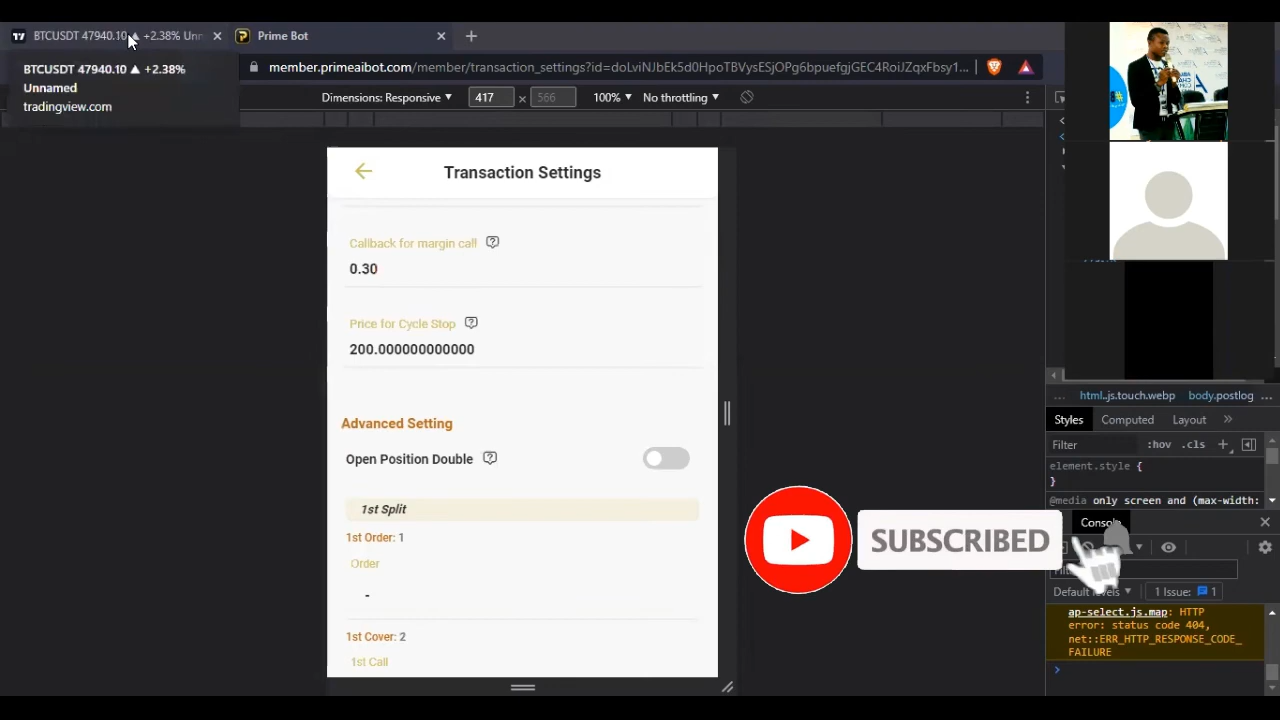 BTCUSDT 47940.10 ▲ +2.38% Unn
Prime Bot
BTCUSDT 47940.10 ▲ +2.38%
Unnamed
tradingview.com
member.primeaibot.com/mem
n_settings?id=doLviNJbEk5d0HpoTBVysESjOPg6bpuefgjGEC4RoiJZqxFbsy1...
Dimensions: Responsive
417
×
566
100%
No throttling
Transaction Settings
Callback for margin call
0.30
Price for Cycle Stop
200.000000000000
Advanced Setting
Open Position Double
1st Split
1st Order: 1
Order
-
1st Cover: 2
1st Call
SUBSCRIBED
... html.js.touch.webp body.postlog ...
Styles Computed Layout »
Filter :hov .cls +
element.style {
}
@media only screen and (max-width:
Console
Default levels
1 Issue: 1
ap-select.js.map: HTTP
error: status code 404,
net::ERR_HTTP_RESPONSE_CODE_
FAILURE